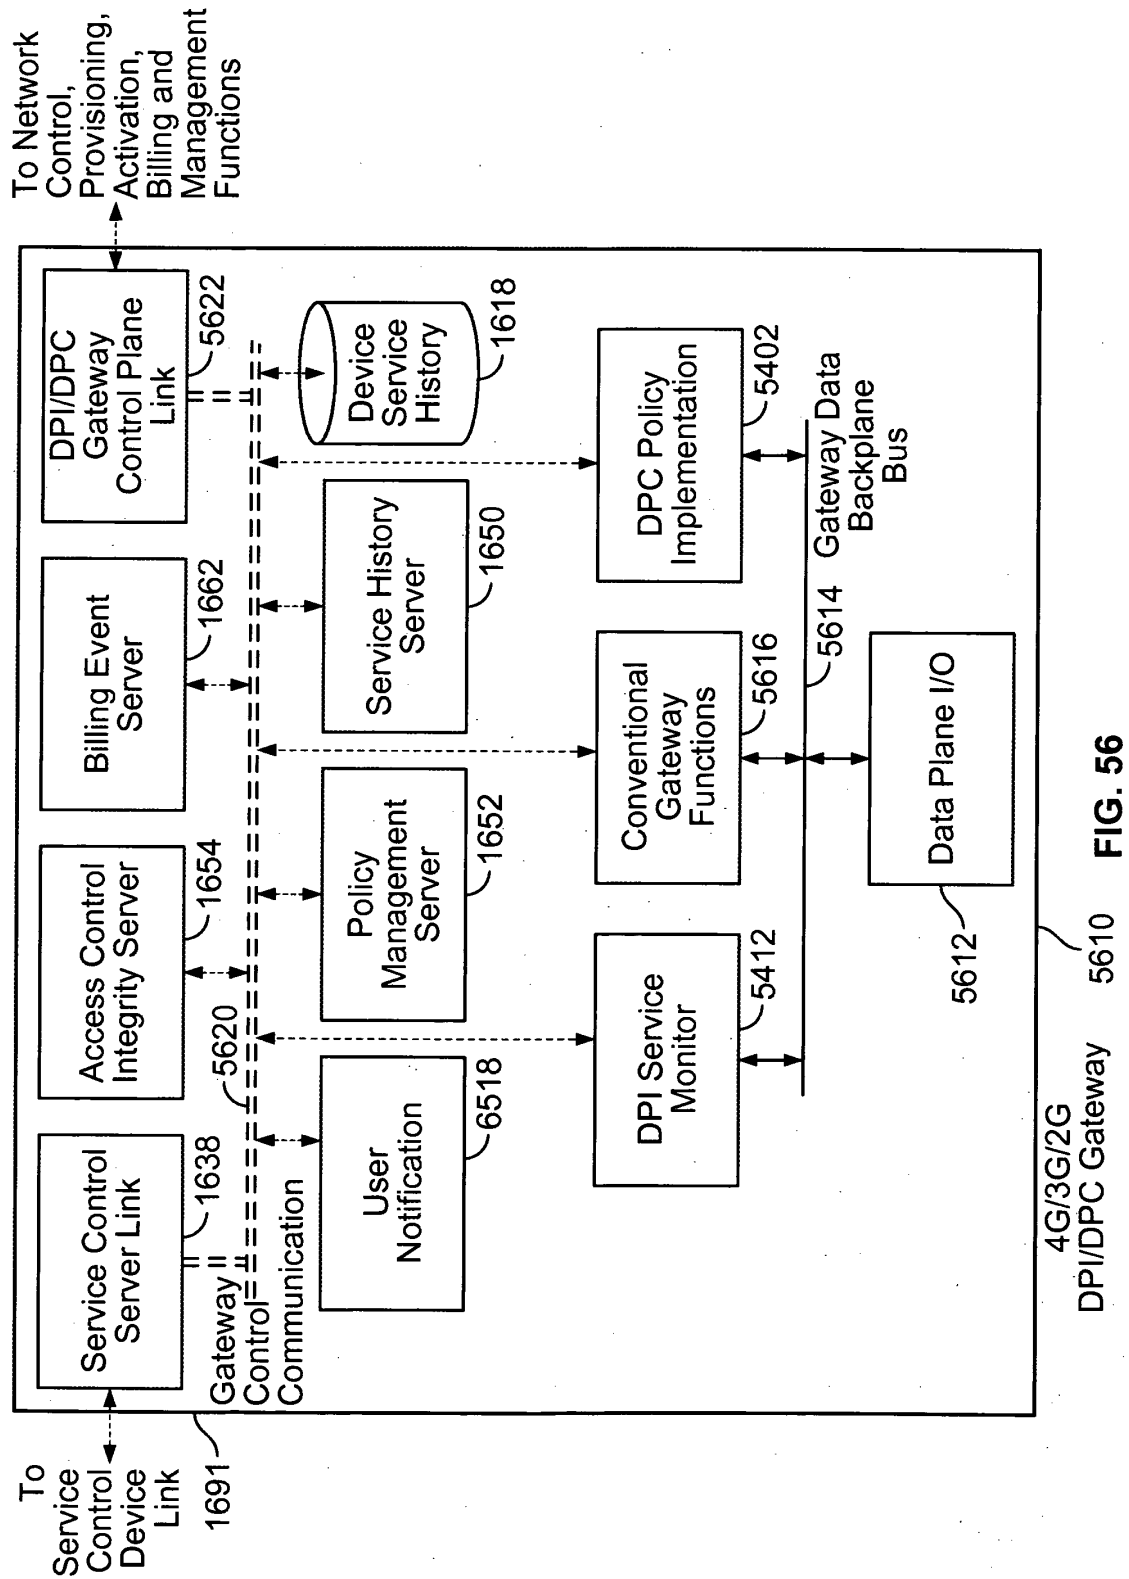 To
Service
Control
Device
Link
1691
Service Control
Server Link
1638
Access Control
Integrity Server
1654
Billing Event
Server
1662
DPI/DPC
Gateway
Control Plane
Link
5622
To Network
Control,
Provisioning,
Activation,
Billing and
Management
Functions
Gateway
Control
Communication
5620
User
Notification
6518
Policy
Management
Server
1652
Service History
Server
1650
Device
Service
History
1618
DPI Service
Monitor
5412
Conventional
Gateway
Functions
5616
DPC Policy
Implementation
5402
5614
Gateway Data
Backplane
Bus
Data Plane I/O
5612
4G/3G/2G
DPI/DPC Gateway
5610
FIG. 56